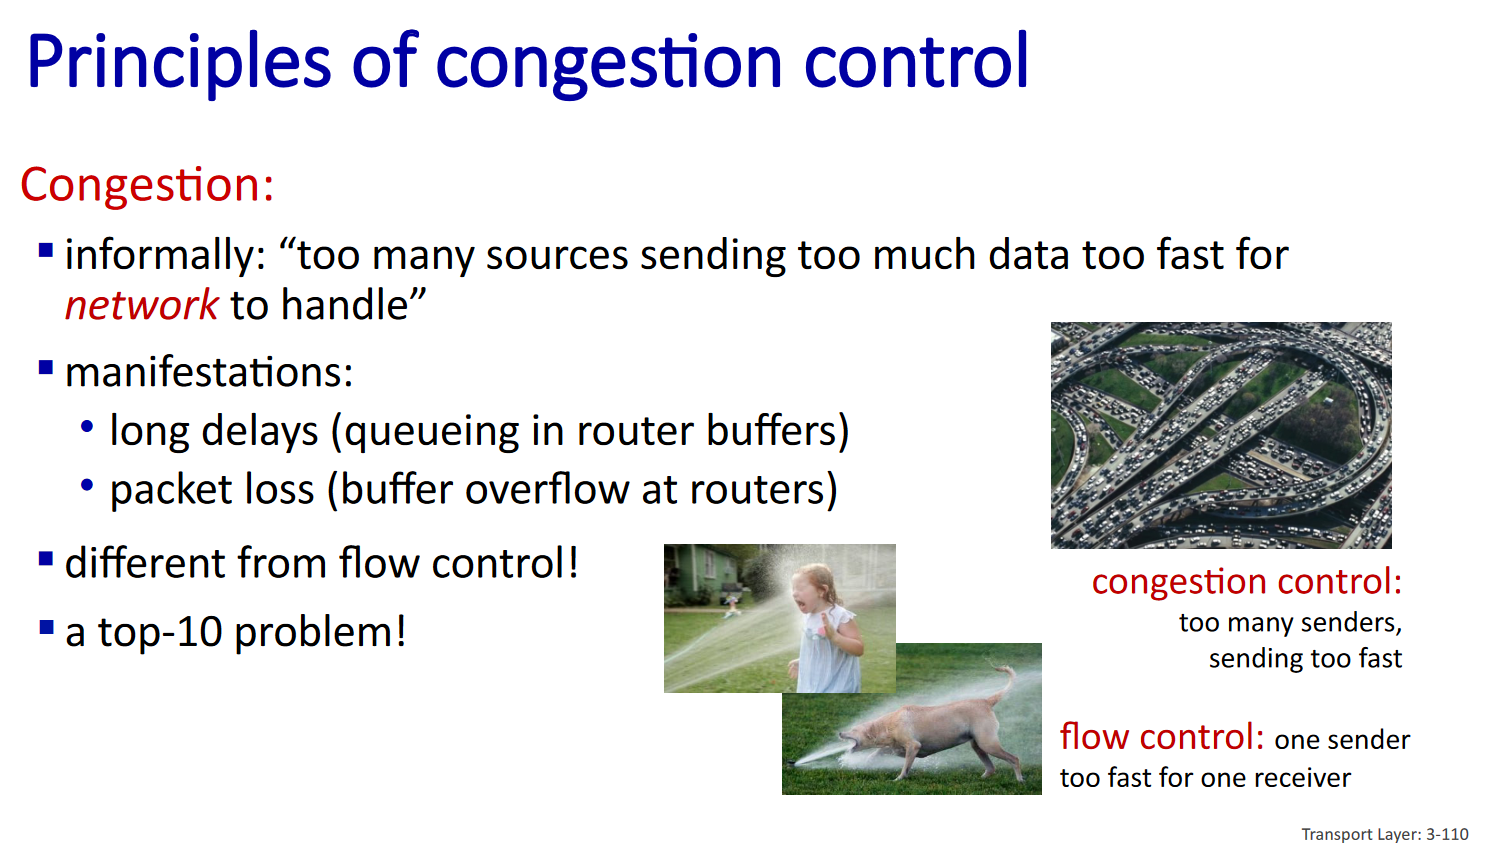 Principles of congestion control
Congestion:
▪ informally: “too many sources sending too much data too fast for
network to handle”
▪ manifestations:
• long delays (queueing in router buffers)
• packet loss (buffer overflow at routers)
▪ different from flow control!
▪ a top-10 problem!
congestion control:
too many senders,
sending too fast
flow control: one sender
too fast for one receiver
Transport Layer: 3-110